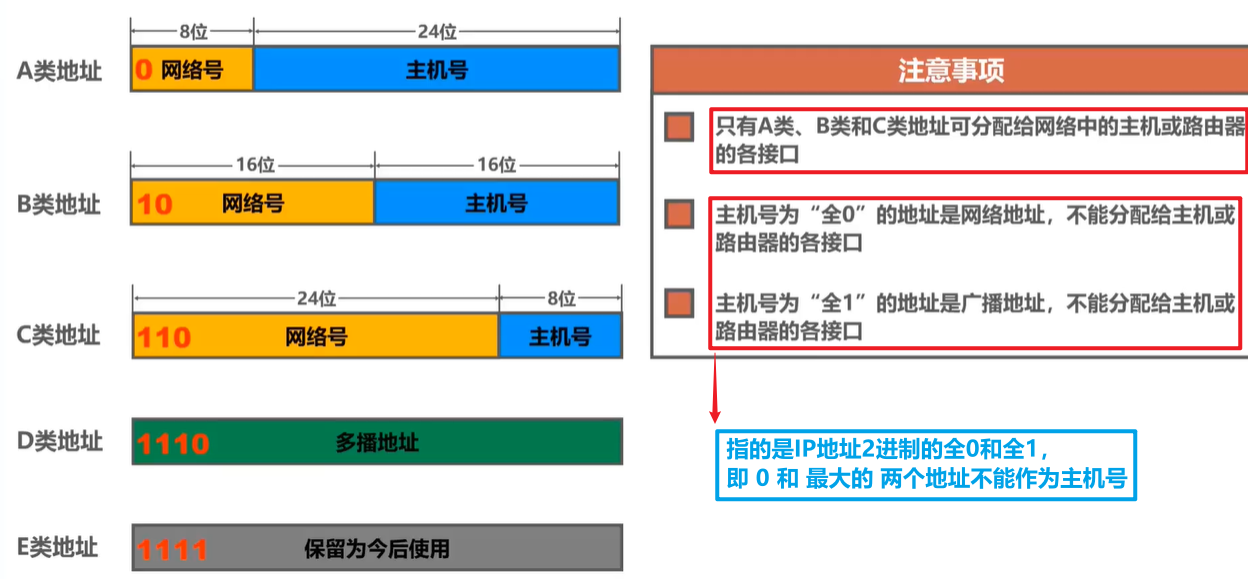 8位
24位
A类地址
0 网络号
主机号
16位
16位
B类地址
10 网络号
主机号
24位
8位
C类地址
110 网络号
主机号
D类地址
1110 多播地址
E类地址
1111 保留为今后使用
注意事项
只有A类、B类和C类地址可分配给网络中的主机或路由器
的各接口
主机号为“全0”的地址是网络地址，不能分配给主机或
路由器的各接口
主机号为“全1”的地址是广播地址，不能分配给主机或
路由器的各接口
指的是IP地址2进制的全0和全1，
即 0 和 最大的 两个地址不能作为主机号